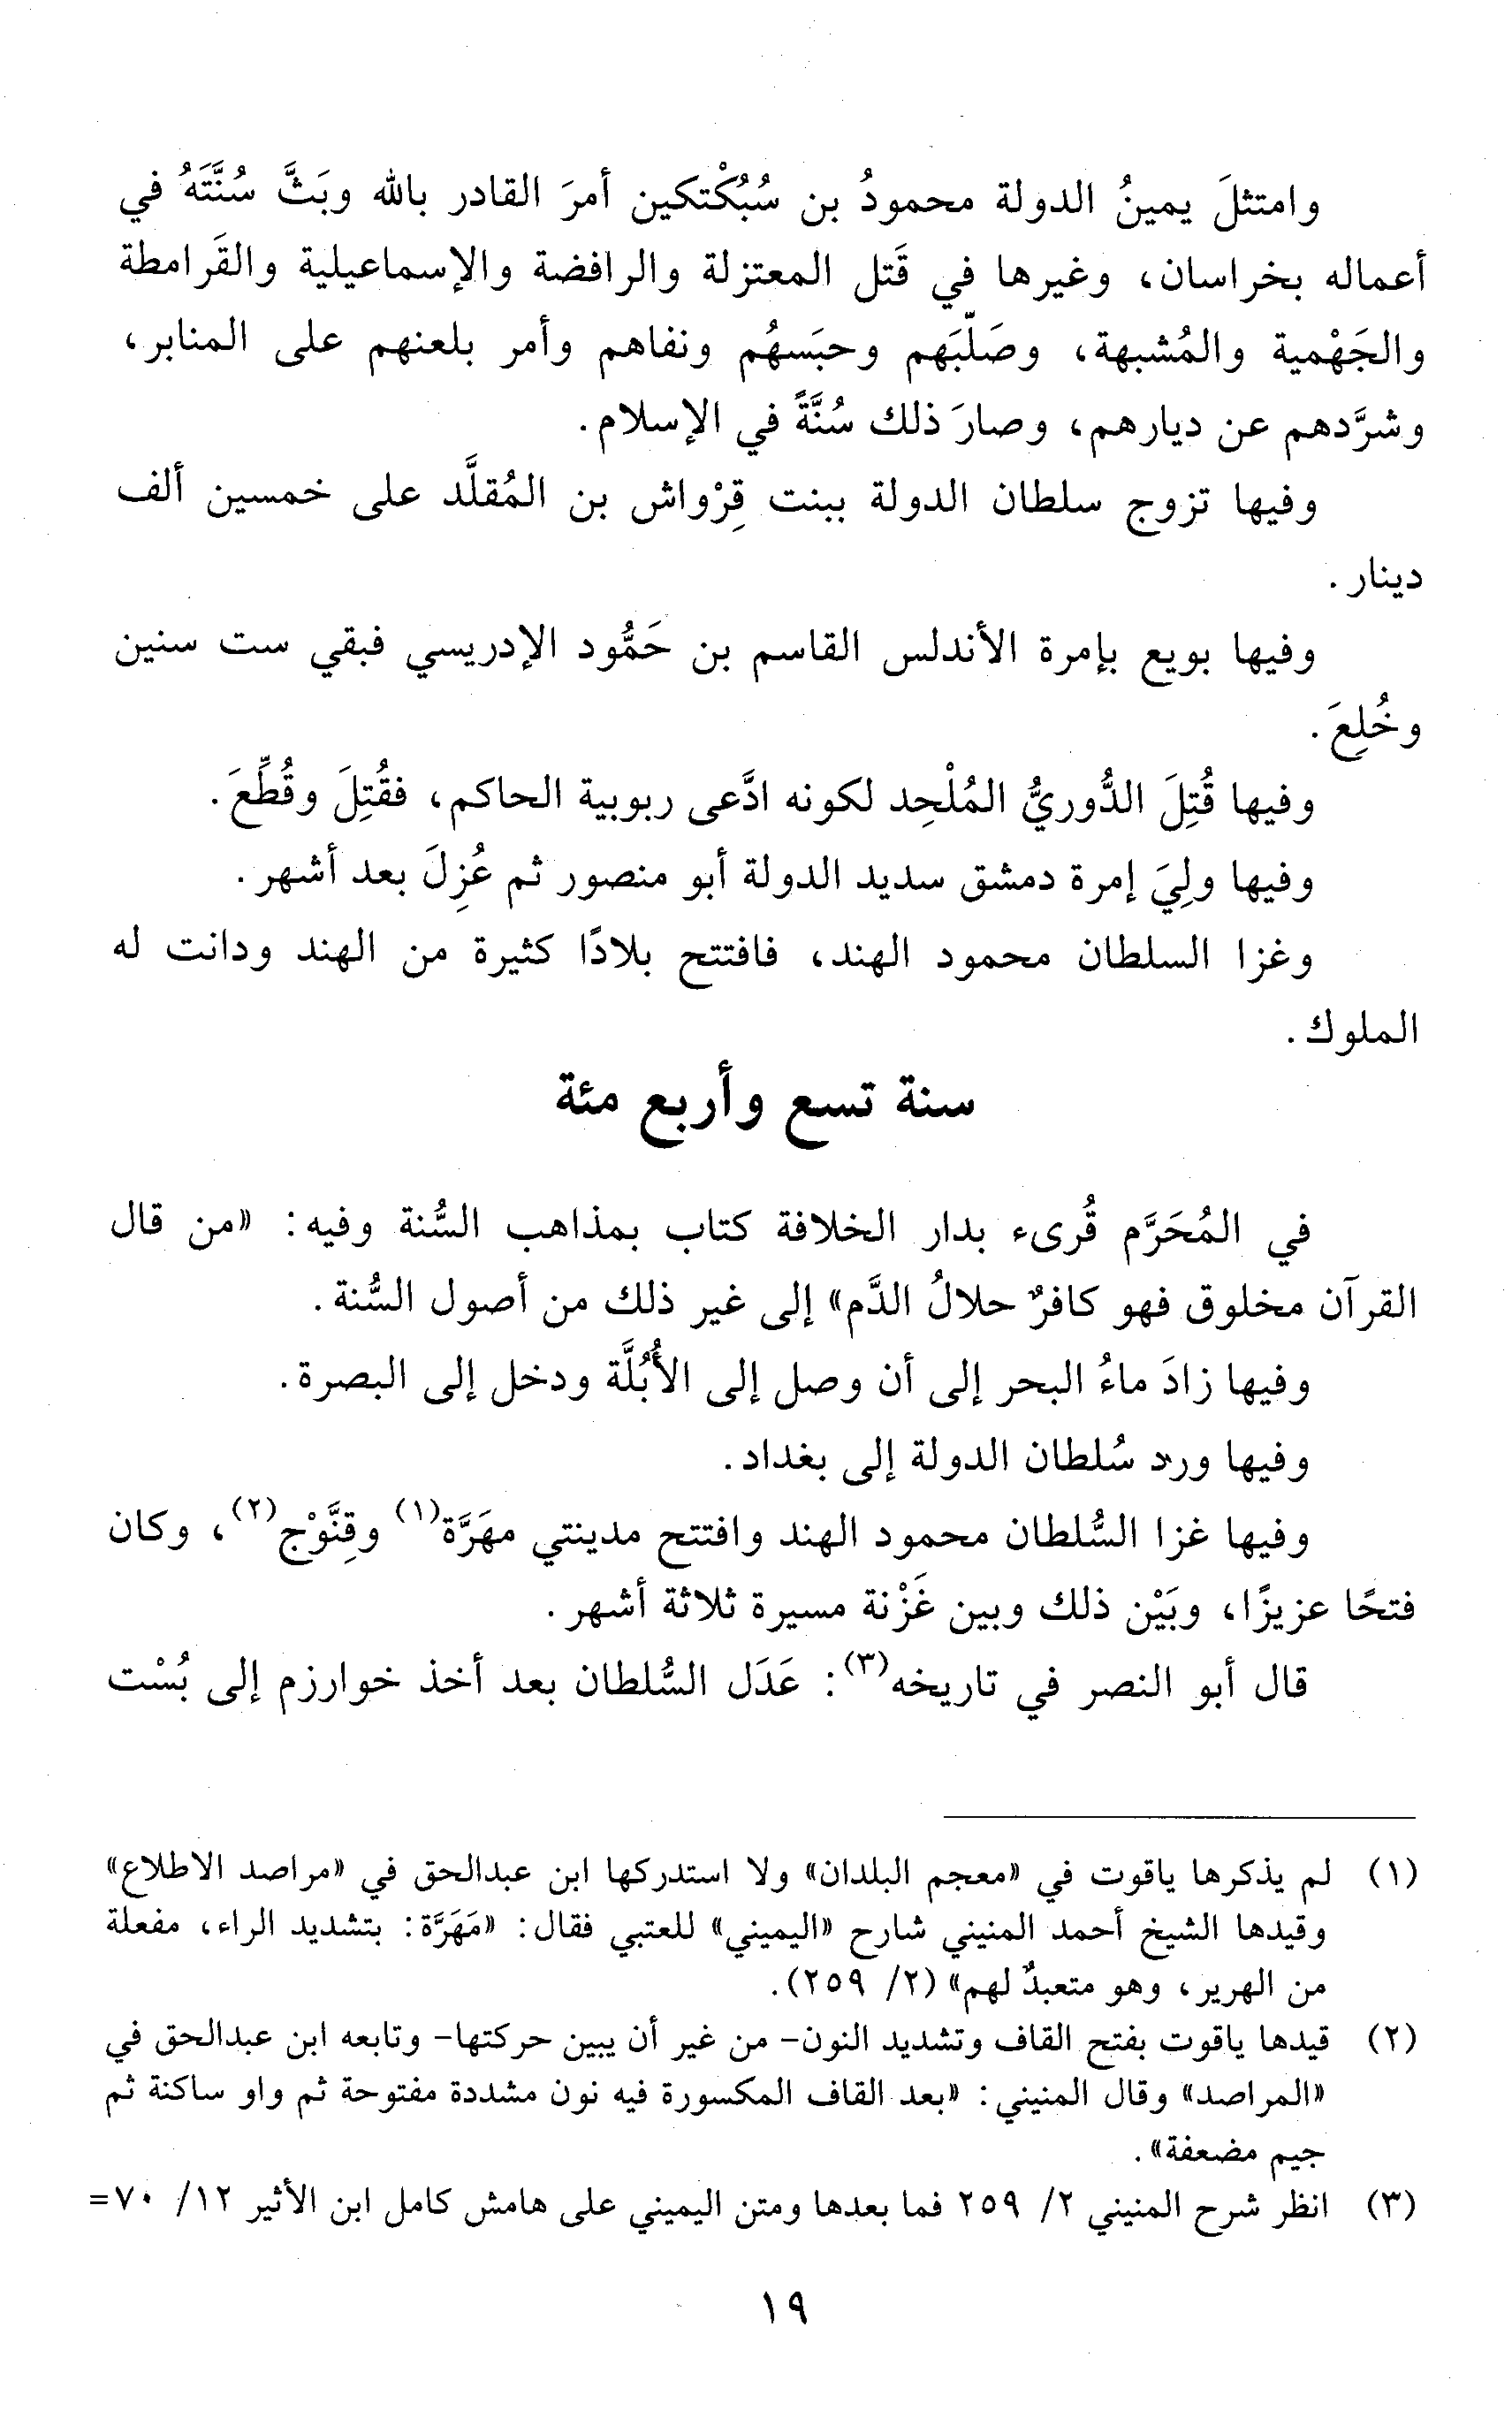 وامتثلَ يمينُ الدولة محمودُ بن سُبُكْتكين أمرَ القادر بالله وبَثَّ سُنَّتَهُ في
أعماله بخراسان، وغيرها في قَتل المعتزلة والرافضة والإسماعيلية والقَرامطة
والجَهْمية والمُشبهة، وصَلَّبَهم وحبَسهُم ونفاهم وأمر بلعنهم على المنابر،
وشرَّدهم عن ديارهم، وصارَ ذلك سُنَّةً في الإسلام.
وفيها تزوج سلطان الدولة ببنت قِرْواش بن المُقلَّد على خمسين ألف
دينار.
وفيها بويع بإمرة الأندلس القاسم بن حَمُّود الإدريسي فبقي ست سنين
وخُلِعَ.
وفيها قُتِلَ الدُّوريُّ المُلْحِد لكونه ادَّعى ربوبية الحاكم، فقُتِلَ وقُطِّعَ.
وفيها ولِيَ إمرة دمشق سديد الدولة أبو منصور ثم عُزِلَ بعد أشهر.
وغزا السلطان محمود الهند، فافتتح بلادًا كثيرة من الهند ودانت له
الملوك.
سنة تسع وأربع مئة
في المُحَرَّم قُرىء بدار الخلافة كتاب بمذاهب السُّنة وفيه: «من قال
القرآن مخلوق فهو كافرٌ حلالُ الدَّم» إلى غير ذلك من أصول السُّنة.
وفيها زادَ ماءُ البحر إلى أن وصل إلى الأُبُلَّة ودخل إلى البصرة.
وفيها ورد سُلطان الدولة إلى بغداد.
وفيها غزا السُّلطان محمود الهند وافتتح مدينتي مهَرَّة(١) وقِنَّوْج(٢)، وكان
فتحًا عزيزًا، وبَيْن ذلك وبين غَزْنة مسيرة ثلاثة أشهر.
قال أبو النصر في تاريخه(٣): عَدَل السُّلطان بعد أخذ خوارزم إلى بُسْت
(١) لم يذكرها ياقوت في «معجم البلدان» ولا استدركها ابن عبدالحق في «مراصد الاطلاع»
وقيدها الشيخ أحمد المنيني شارح «اليميني» للعتبي فقال: «مَهَرَّة: بتشديد الراء، مفعلة
من الهرير، وهو متعبدٌ لهم» (٢/ ٢٥٩).
(٢) قيدها ياقوت بفتح القاف وتشديد النون- من غير أن يبين حركتها- وتابعه ابن عبدالحق في
«المراصد» وقال المنيني: «بعد القاف المكسورة فيه نون مشددة مفتوحة ثم واو ساكنة ثم
جيم مضعفة».
(٣) انظر شرح المنيني ٢/ ٢٥٩ فما بعدها ومتن اليميني على هامش كامل ابن الأثير ١٢/ ٧٠=
١٩